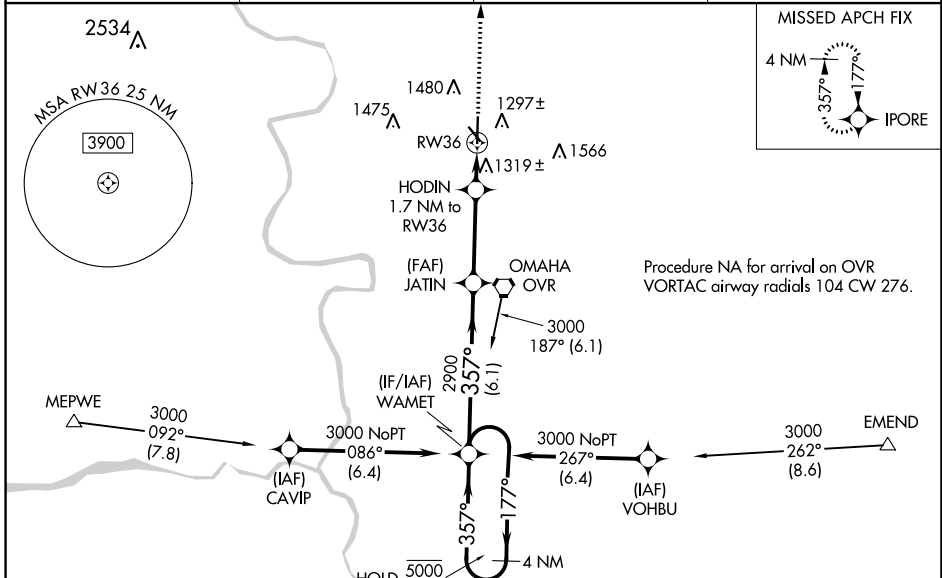 2534
MSA RW36 25 NM
3900
1480
1475
1297±
RW36
1566
1319±
HODIN
1.7 NM to
RW36
MISSED APCH FIX
4 NM
357°
177°
IPORE
(FAF)
JATIN
OMAHA
OVR
Procedure NA for arrival on OVR
VORTAC airway radials 104 CW 276.
3000
187° (6.1)
2900
357°
(6.1)
(IF/IAF)
WAMET
MEPWE
3000
092°
(7.8)
(IAF)
CAVIP
3000 NoPT
086°
(6.4)
3000 NoPT
267°
(6.4)
(IAF)
VOHBU
3000
262°
(8.6)
EMEND
357°
177°
4 NM
HOLD 5000